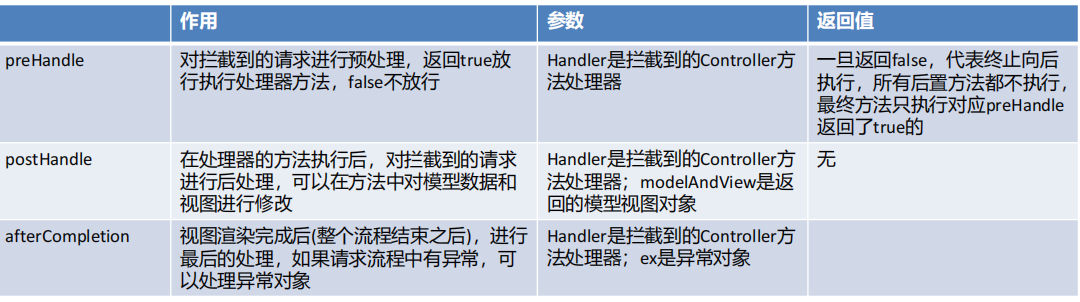 作用
参数
返回值
preHandle
对拦截到的请求进行预处理，返回true放
行执行处理器方法，false不放行
Handler是拦截到的Controller方
法处理器
一旦返回false，代表终止向后
执行，所有后置方法都不执行，
最终方法只执行对应preHandle
返回了true的
postHandle
在处理器的方法执行后，对拦截到的请求
进行后处理，可以在方法中对模型数据和
视图进行修改
Handler是拦截到的Controller方
法处理器；modelAndView是返
回的模型视图对象
无
afterCompletion
视图渲染完成后(整个流程结束之后)，进行
最后的处理，如果请求流程中有异常，可
以处理异常对象
Handler是拦截到的Controller方
法处理器；ex是异常对象